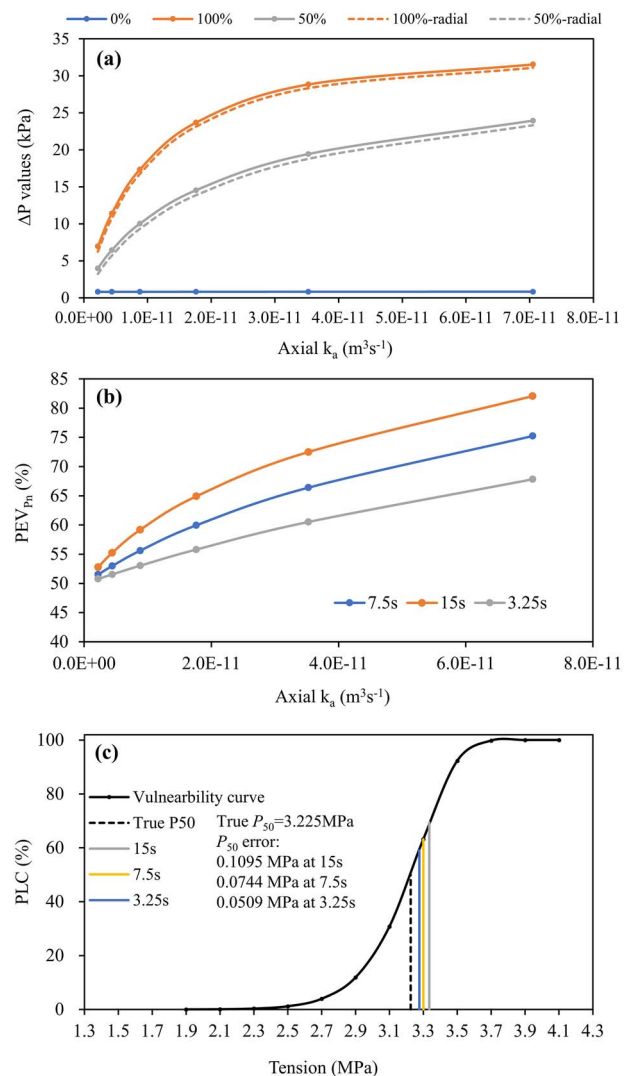 0% 100% 50% 100%-radial 50%-radial
(a)
ΔP values (kPa)
35
30
25
20
15
10
5
0
0.0E+00 1.0E-11 2.0E-11 3.0E-11 4.0E-11 5.0E-11 6.0E-11 7.0E-11 8.0E-11
Axial ka (m³s⁻¹)
(b)
PEVPn (%)
85
80
75
70
65
60
55
50
45
40
7.5s 15s 3.25s
0.0E+00 2.0E-11 4.0E-11 6.0E-11 8.0E-11
Axial ka (m³s⁻¹)
(c)
PLC (%)
100
80
60
40
20
0
Vulnearbility curve
True P50
15s
7.5s
3.25s
True P50=3.225MPa
P50 error:
0.1095 MPa at 15s
0.0744 MPa at 7.5s
0.0509 MPa at 3.25s
1.3 1.5 1.7 1.9 2.1 2.3 2.5 2.7 2.9 3.1 3.3 3.5 3.7 3.9 4.1 4.3
Tension (MPa)